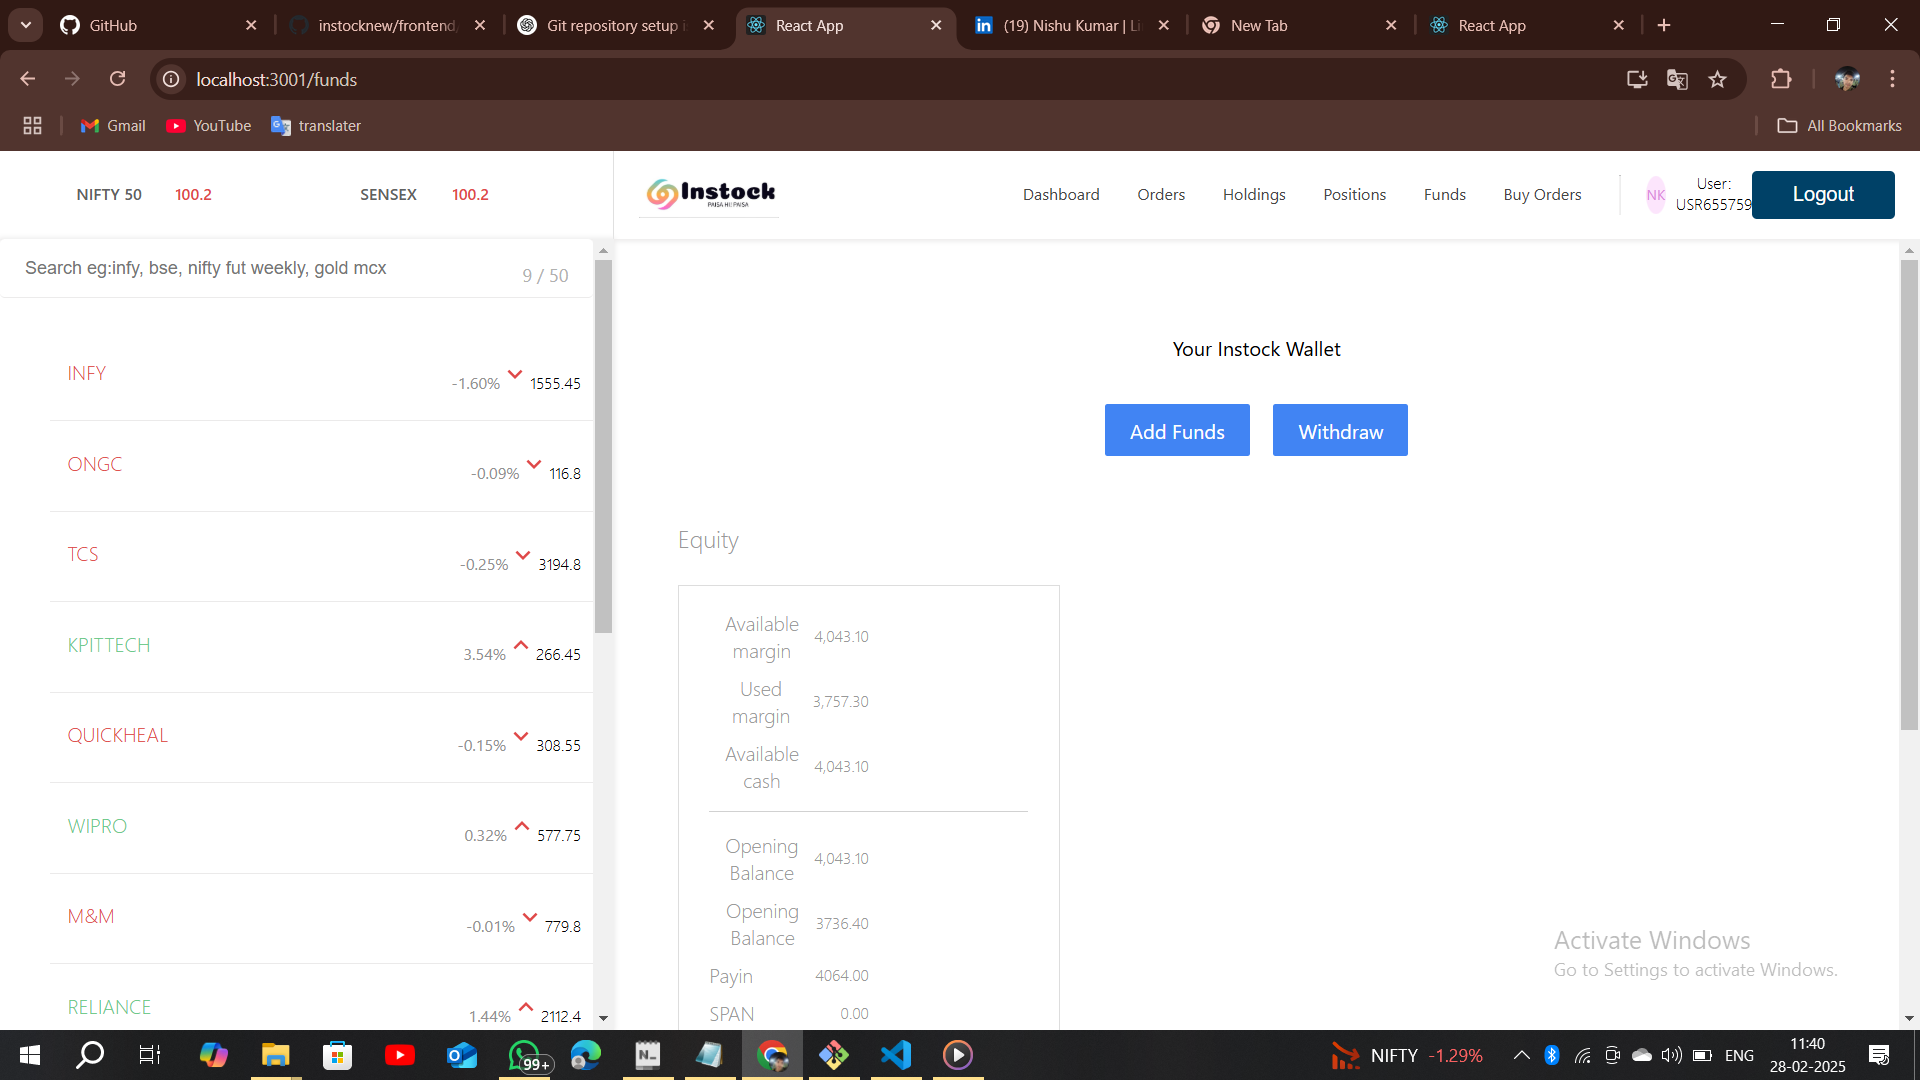 GitHub
instocknew/frontend
Git repository setup i
React App
(19) Nishu Kumar | Li
New Tab
React App
localhost:3001/funds
Gmail
YouTube
translater
All Bookmarks
NIFTY 50 100.2
SENSEX 100.2
Instock
PAISA HI PAISA
Dashboard
Orders
Holdings
Positions
Funds
Buy Orders
NK
User:
USR655759
Logout
Search eg:infy, bse, nifty fut weekly, gold mcx
9 / 50
INFY -1.60% 1555.45
ONGC -0.09% 116.8
TCS -0.25% 3194.8
KPITTECH 3.54% 266.45
QUICKHEAL -0.15% 308.55
WIPRO 0.32% 577.75
M&M -0.01% 779.8
RELIANCE 1.44% 2112.4
Your Instock Wallet
Add Funds
Withdraw
Equity
Available
margin 4,043.10
Used
margin 3,757.30
Available
cash 4,043.10
Opening
Balance 4,043.10
Opening
Balance 3736.40
Payin 4064.00
SPAN 0.00
Activate Windows
Go to Settings to activate Windows.
99+
NIFTY -1.29%
ENG
11:40
28-02-2025